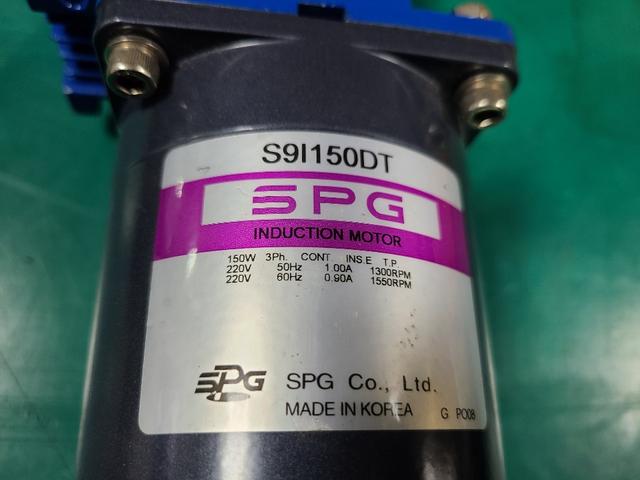 S9I150DT
SPG
INDUCTION MOTOR
150W 3Ph. CONT INS.E T.P.
220V 50Hz 1.00A 1300RPM
220V 60Hz 0.90A 1550RPM
SPG SPG Co., Ltd.
MADE IN KOREA G PO08